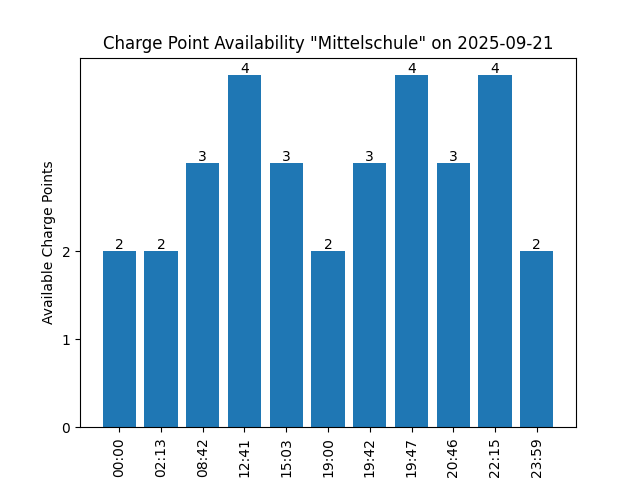 Charge Point Availability "Mittelschule" on 2025-09-21
Available Charge Points
2
1
0
2 2 3 4 3 2 3 4 3 4 2
00:00 02:13 08:42 12:41 15:03 19:00 19:42 19:47 20:46 22:15 23:59